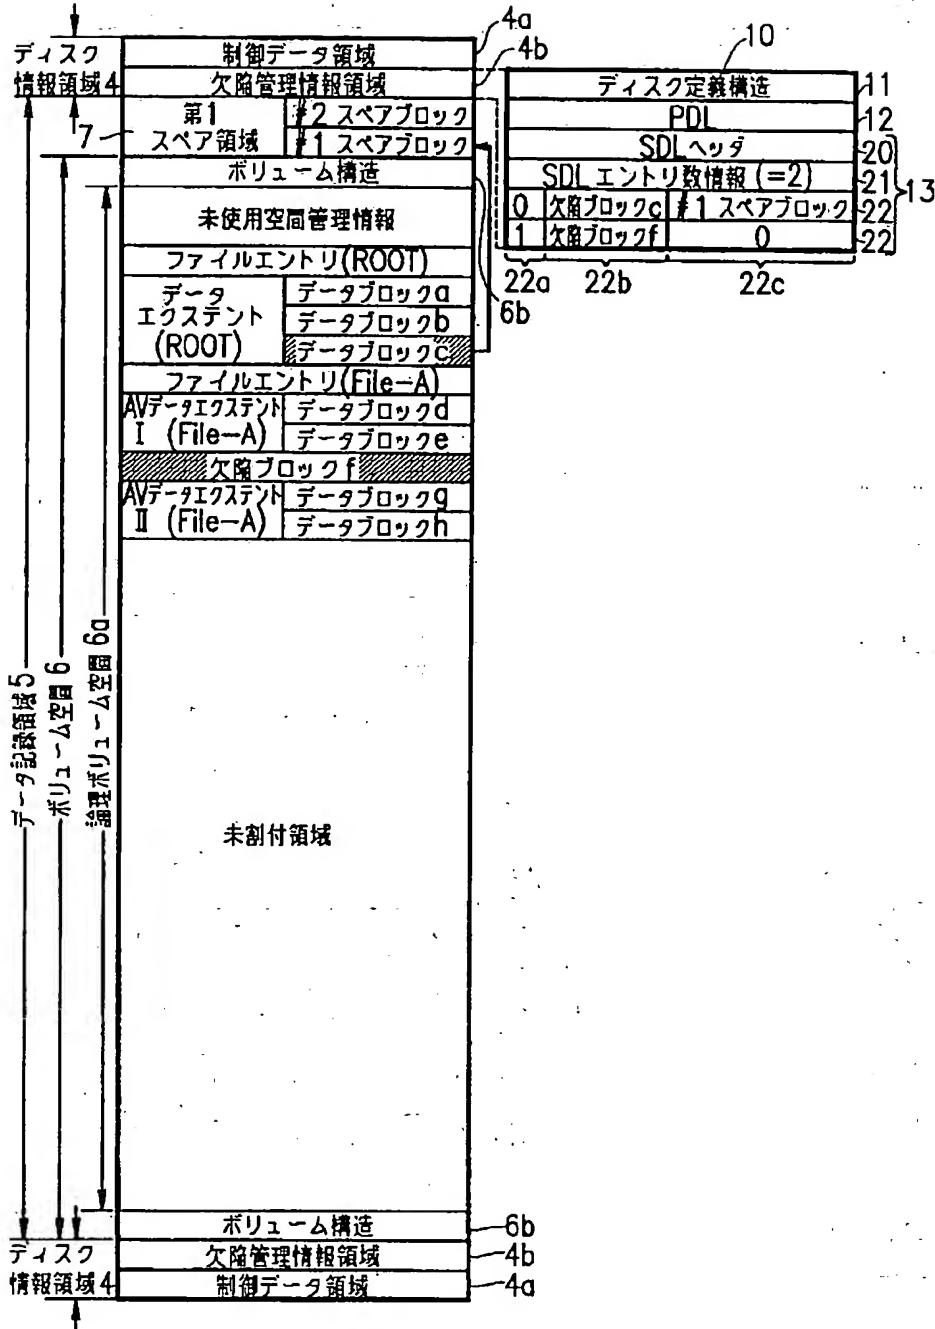 4a
ディスク
情報領域4
制御データ領域
4b
欠陥管理情報領域
7
第1
スペア領域
#2 スペアブロック
#1 スペアブロック
ボリューム構造
未使用空間管理情報
ファイルエントリ(ROOT)
データ
エクステント
(ROOT)
データブロックa
データブロックb
データブロックc
6b
ファイルエントリ(File-A)
AVデータエクステント
I (File-A)
データブロックd
データブロックe
欠陥ブロックf
AVデータエクステント
II (File-A)
データブロックg
データブロックh
未割付領域
データ記録領域5
ボリューム空間6
論理ボリューム空間6a
ボリューム構造
6b
ディスク
情報領域4
欠陥管理情報領域
4b
制御データ領域
4a
10
ディスク定義構造
11
PDL
12
SDLヘッダ
20
SDLエントリ数情報(=2)
21
13
0 欠陥ブロックc #1 スペアブロック
22
1 欠陥ブロックf 0
22
22a 22b 22c